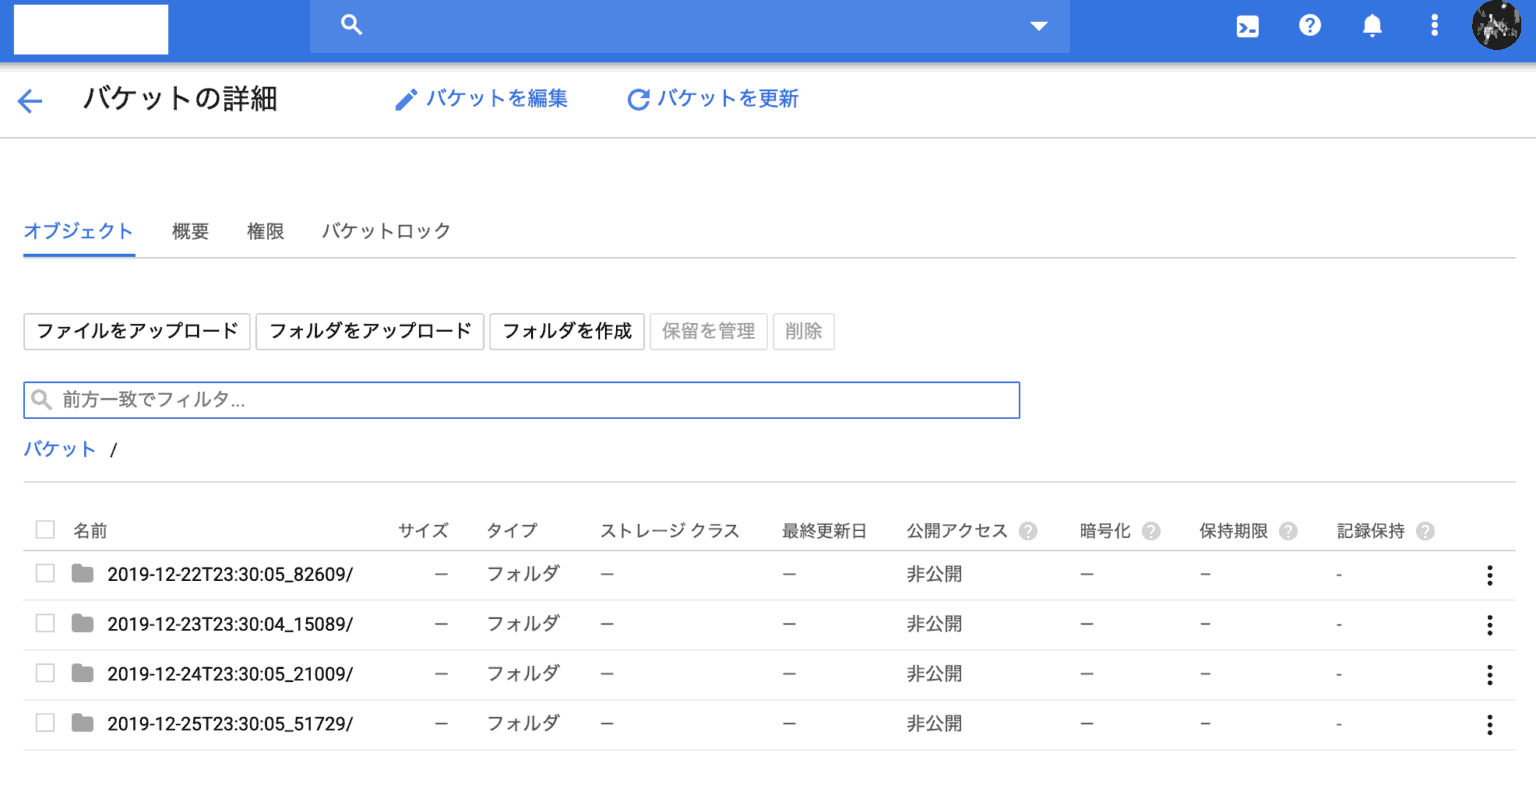 バケットの詳細 バケットを編集 バケットを更新
オブジェクト 概要 権限 バケットロック
ファイルをアップロード フォルダをアップロード フォルダを作成 保留を管理 削除
前方一致でフィルタ...
バケット /
名前 サイズ タイプ ストレージ クラス 最終更新日 公開アクセス ? 暗号化 ? 保持期限 ? 記録保持 ?
2019-12-22T23:30:05_82609/ — フォルダ — — 非公開 — – -
2019-12-23T23:30:04_15089/ — フォルダ — — 非公開 — – -
2019-12-24T23:30:05_21009/ — フォルダ — — 非公開 — – -
2019-12-25T23:30:05_51729/ — フォルダ — — 非公開 — – -